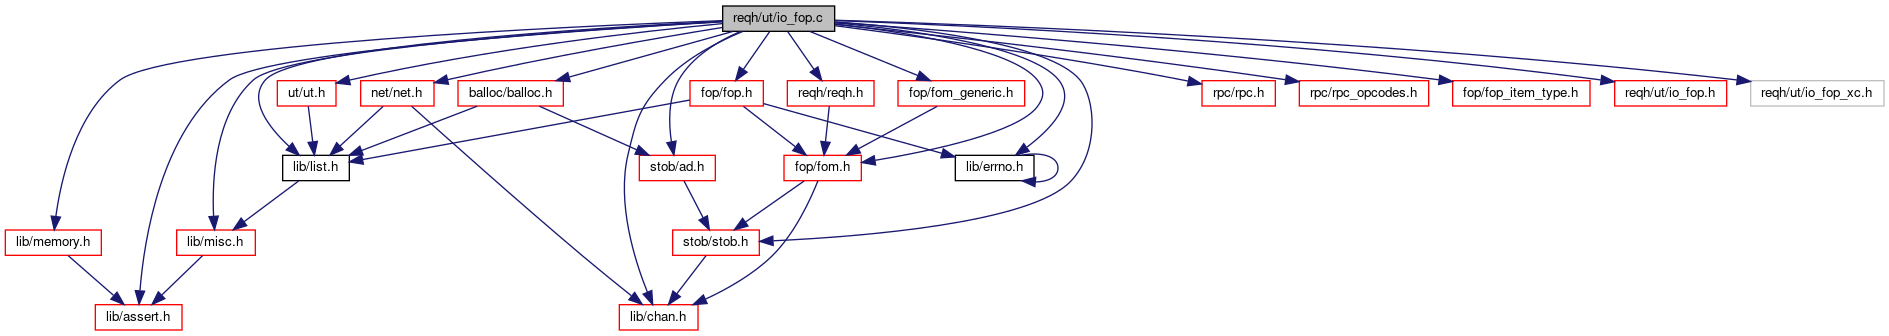 reqh/ut/io_fop.c
ut/ut.h
net/net.h
balloc/balloc.h
fop/fop.h
reqh/reqh.h
fop/fom_generic.h
rpc/rpc.h
rpc/rpc_opcodes.h
fop/fop_item_type.h
reqh/ut/io_fop.h
reqh/ut/io_fop_xc.h
lib/list.h
stob/ad.h
fop/fom.h
lib/errno.h
lib/memory.h
lib/misc.h
stob/stob.h
lib/assert.h
lib/chan.h